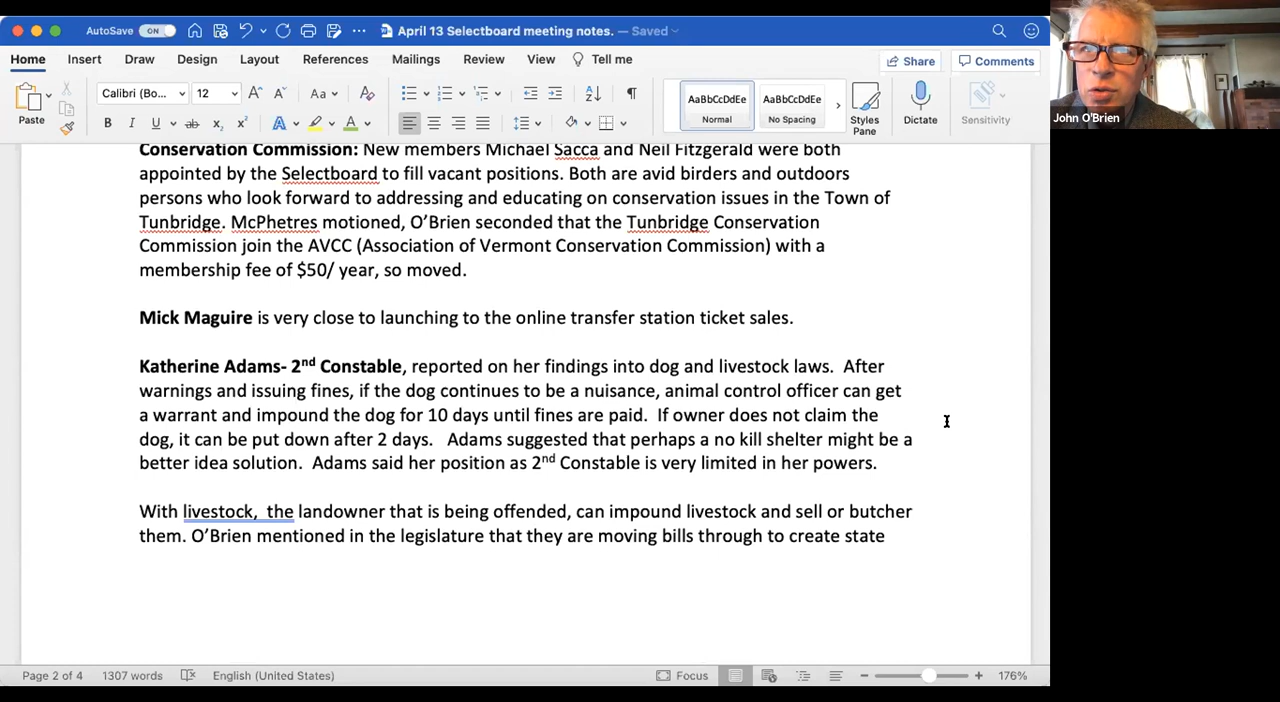 AutoSave ON
April 13 Selectboard meeting notes. — Saved
Home Insert Draw Design Layout References Mailings Review View Tell me Share Comments
Paste Calibri (Bo... 12 AaBbCcDdEe AaBbCcDdEe
Normal No Spacing Styles Pane Dictate Sensitivity
John O'Brien
Conservation Commission: New members Michael Sacca and Neil Fitzgerald were both
appointed by the Selectboard to fill vacant positions. Both are avid birders and outdoors
persons who look forward to addressing and educating on conservation issues in the Town of
Tunbridge. McPhetres motioned, O’Brien seconded that the Tunbridge Conservation
Commission join the AVCC (Association of Vermont Conservation Commission) with a
membership fee of $50/ year, so moved.
Mick Maguire is very close to launching to the online transfer station ticket sales.
Katherine Adams- 2nd Constable, reported on her findings into dog and livestock laws.  After
warnings and issuing fines, if the dog continues to be a nuisance, animal control officer can get
a warrant and impound the dog for 10 days until fines are paid.  If owner does not claim the
dog, it can be put down after 2 days.   Adams suggested that perhaps a no kill shelter might be a
better idea solution.  Adams said her position as 2nd Constable is very limited in her powers.
With livestock,  the landowner that is being offended, can impound livestock and sell or butcher
them. O’Brien mentioned in the legislature that they are moving bills through to create state
Page 2 of 4 1307 words English (United States) Focus 176%